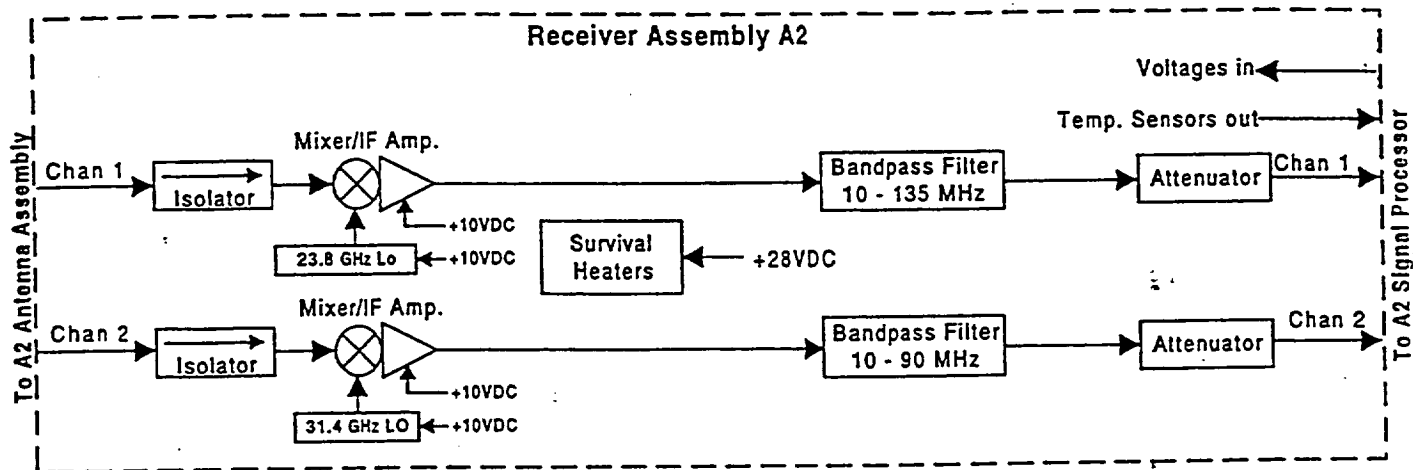 Receiver Assembly A2
Voltages in
Temp. Sensors out
To A2 Antenna Assembly
Mixer/IF Amp.
Chan 1
Isolator
Bandpass Filter
10 - 135 MHz
Attenuator
Chan 1
+10VDC
23.8 GHz Lo
+10VDC
Survival
Heaters
+28VDC
To A2 Signal Processor
Mixer/IF Amp.
Chan 2
Isolator
Bandpass Filter
10 - 90 MHz
Attenuator
Chan 2
+10VDC
31.4 GHz LO
+10VDC